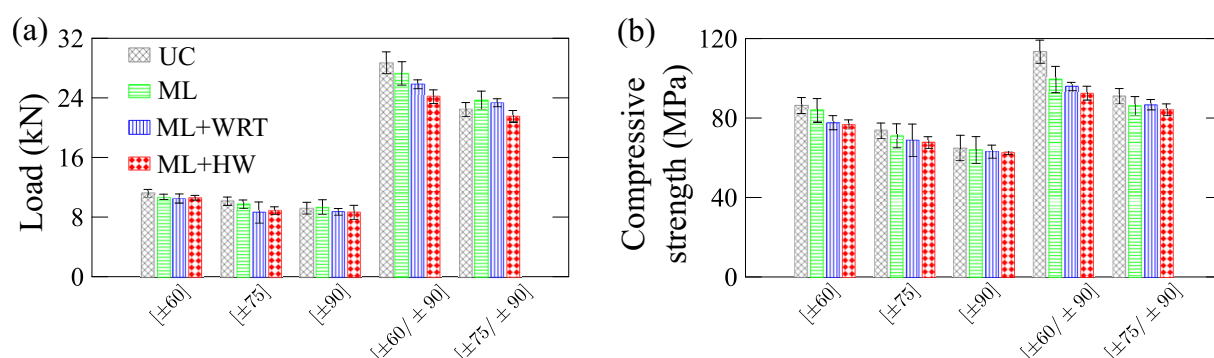 (a)
Load (kN)
32
24
16
8
0
UC
ML
ML+WRT
ML+HW
[±60]
[±75]
[±90]
[±60/ ± 90]
[±75/ ± 90]
(b)
Compressive
strength (MPa)
120
80
40
0
[±60]
[±75]
[±90]
[±60/ ± 90]
[±75/ ± 90]